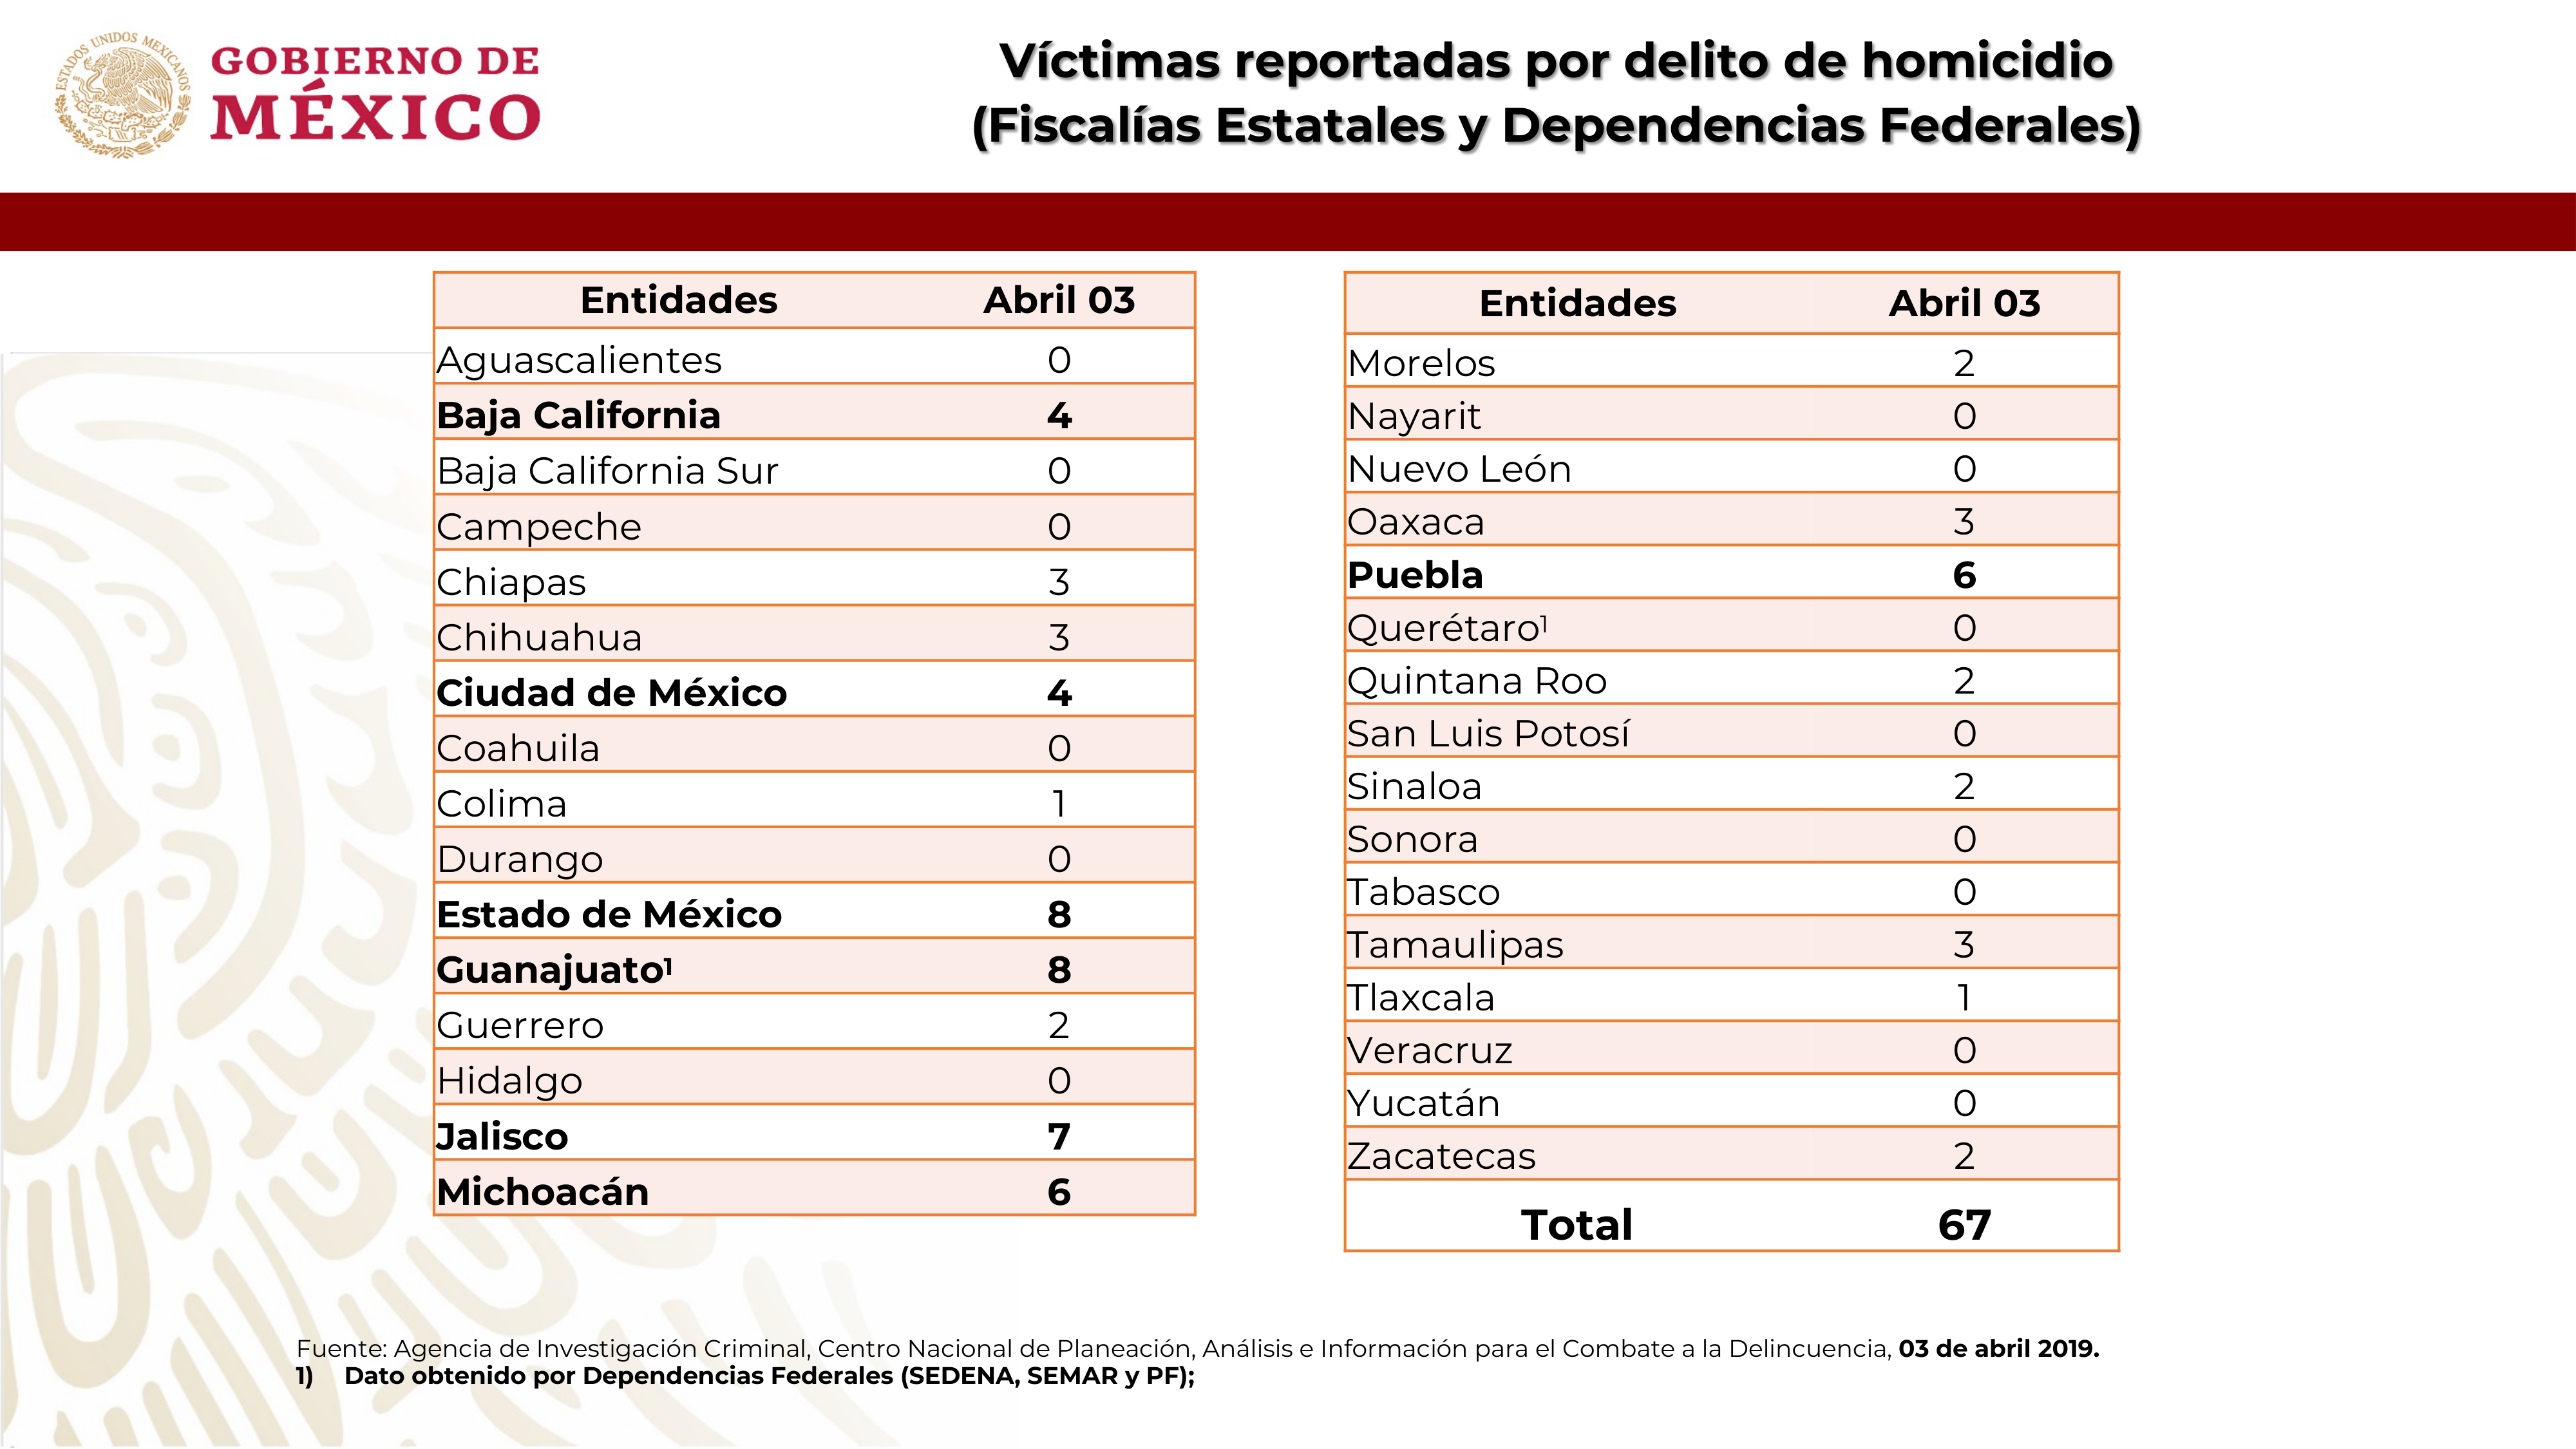 ESTADOS UNIDOS MEXICANOS
GOBIERNO DE
MÉXICO
Víctimas reportadas por delito de homicidio
(Fiscalías Estatales y Dependencias Federales)
Entidades Abril 03
Aguascalientes 0
Baja California 4
Baja California Sur 0
Campeche 0
Chiapas 3
Chihuahua 3
Ciudad de México 4
Coahuila 0
Colima 1
Durango 0
Estado de México 8
Guanajuato¹ 8
Guerrero 2
Hidalgo 0
Jalisco 7
Michoacán 6
Entidades Abril 03
Morelos 2
Nayarit 0
Nuevo León 0
Oaxaca 3
Puebla 6
Querétaro¹ 0
Quintana Roo 2
San Luis Potosí 0
Sinaloa 2
Sonora 0
Tabasco 0
Tamaulipas 3
Tlaxcala 1
Veracruz 0
Yucatán 0
Zacatecas 2
Total 67
Fuente: Agencia de Investigación Criminal, Centro Nacional de Planeación, Análisis e Información para el Combate a la Delincuencia, 03 de abril 2019.
1) Dato obtenido por Dependencias Federales (SEDENA, SEMAR y PF);